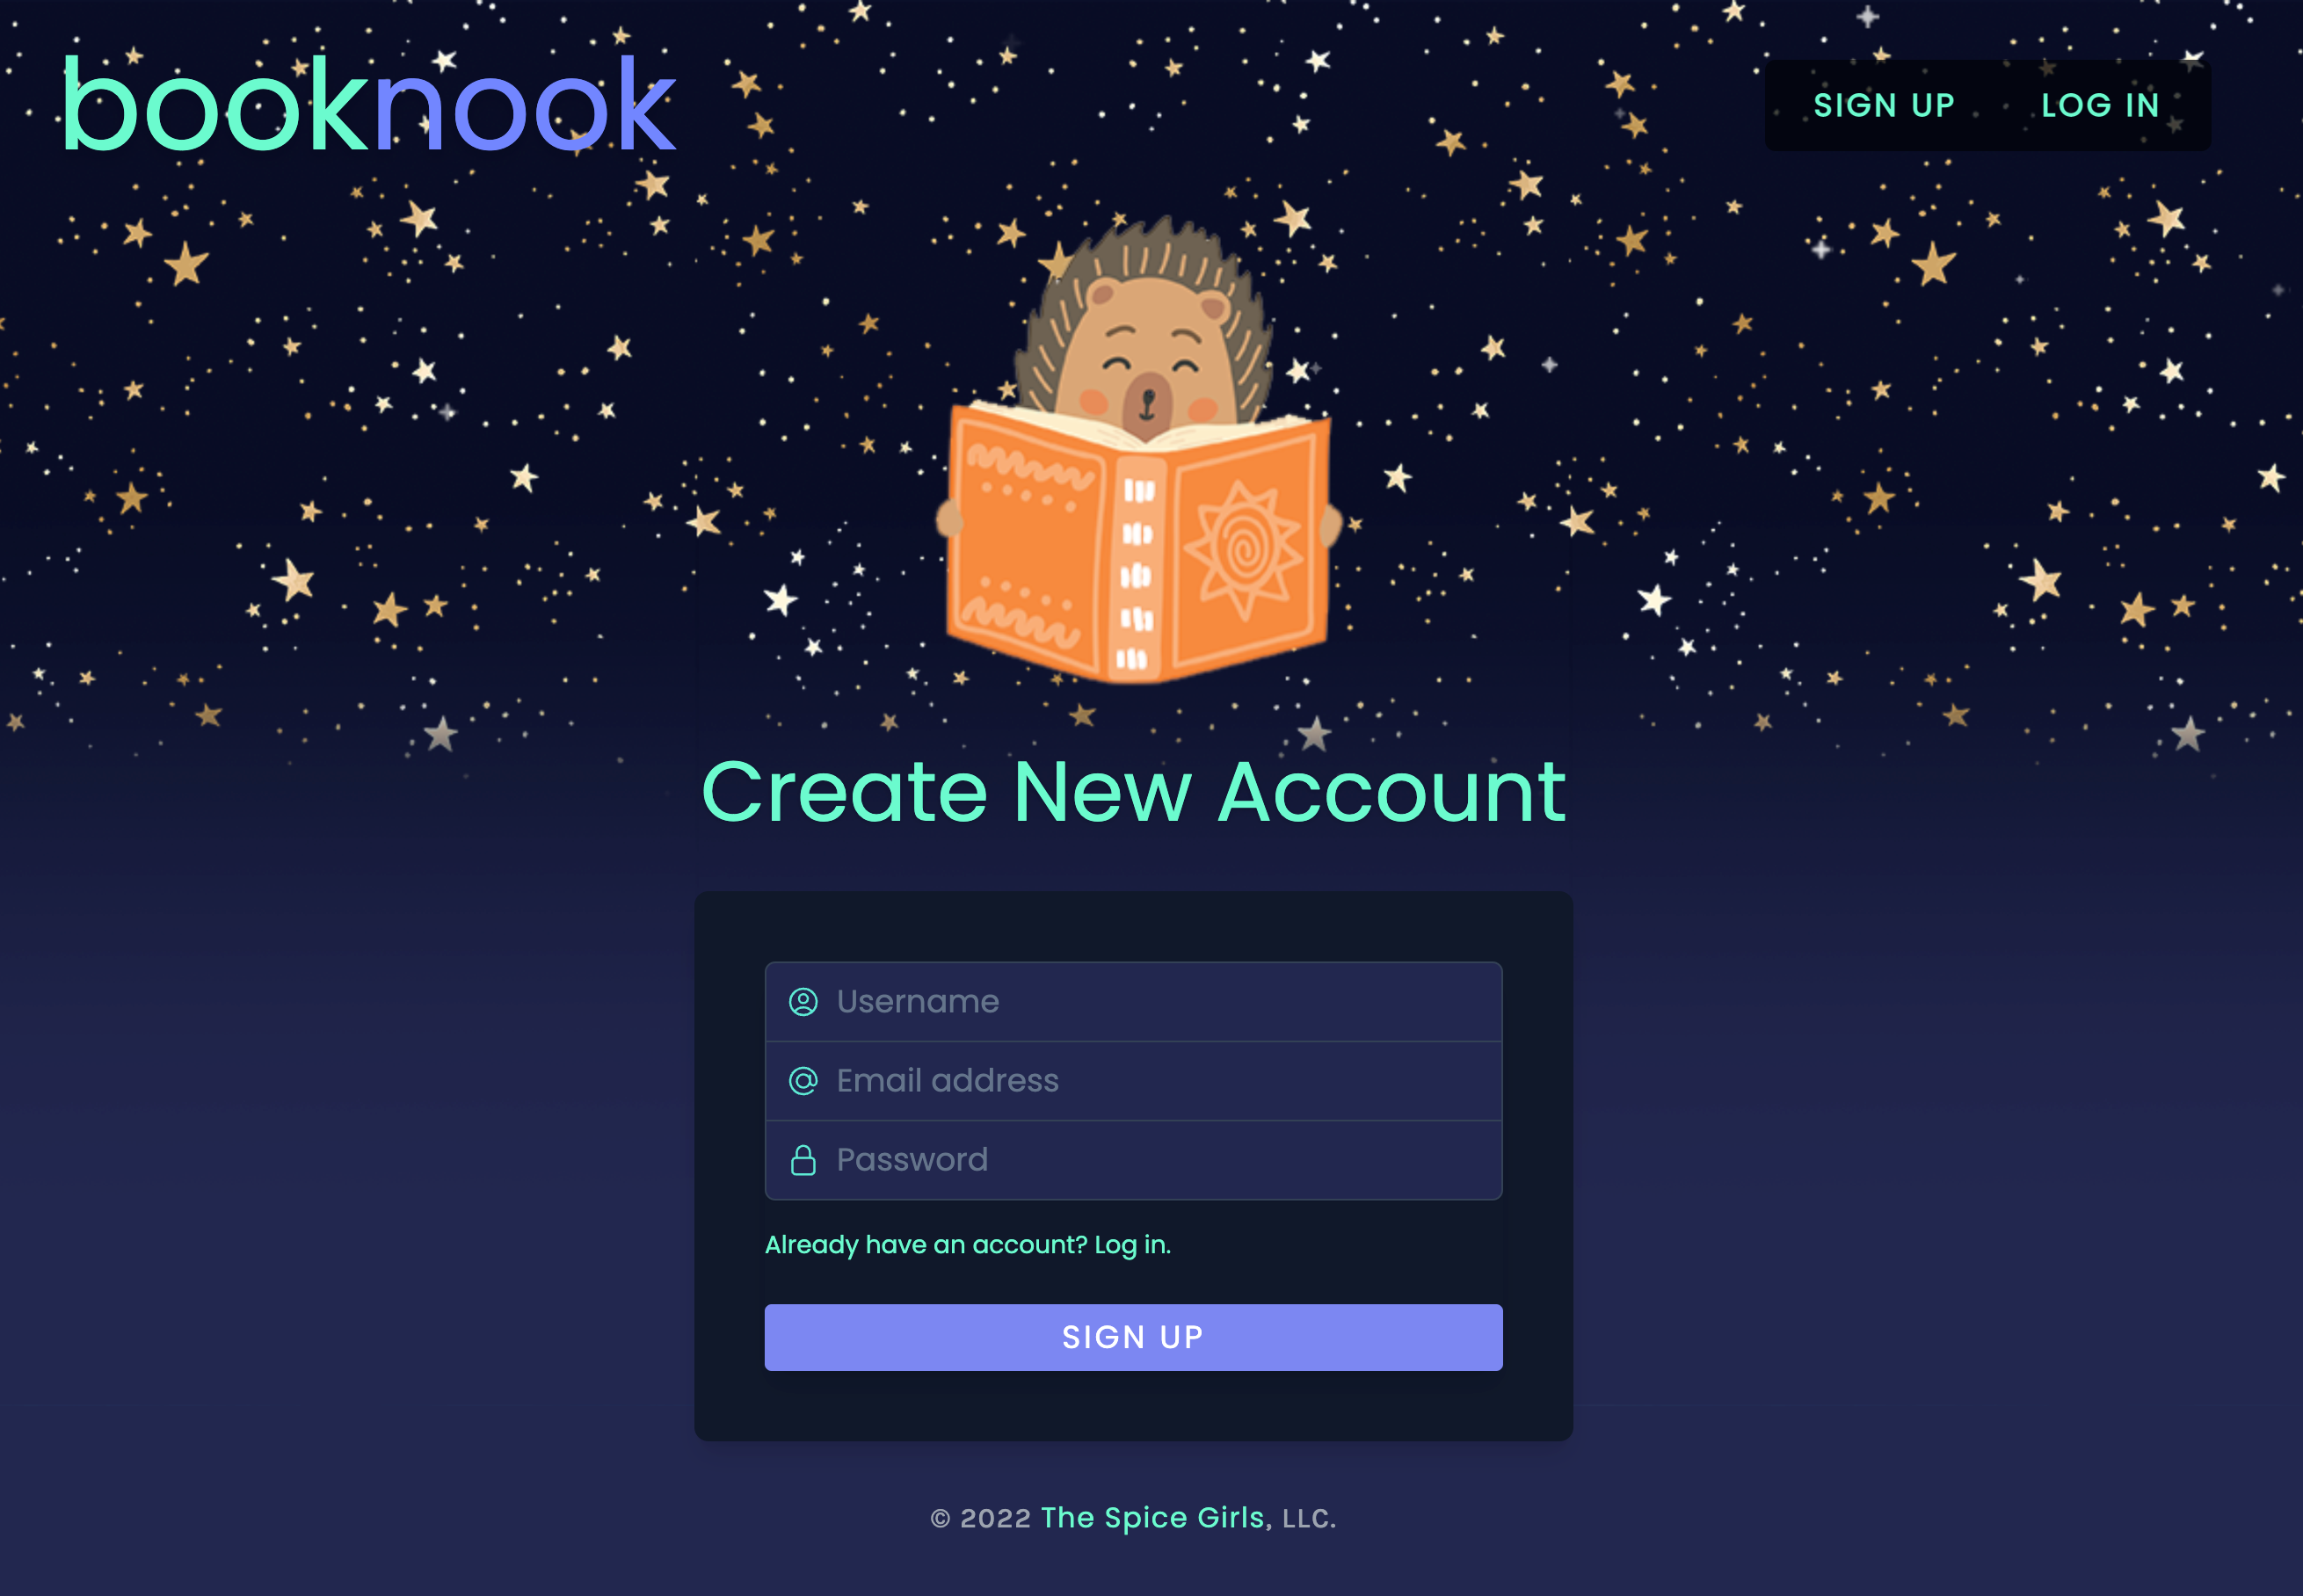 booknook
SIGN UP LOG IN
Create New Account
Username
Email address
Password
Already have an account? Log in.
SIGN UP
© 2022 The Spice Girls, LLC.